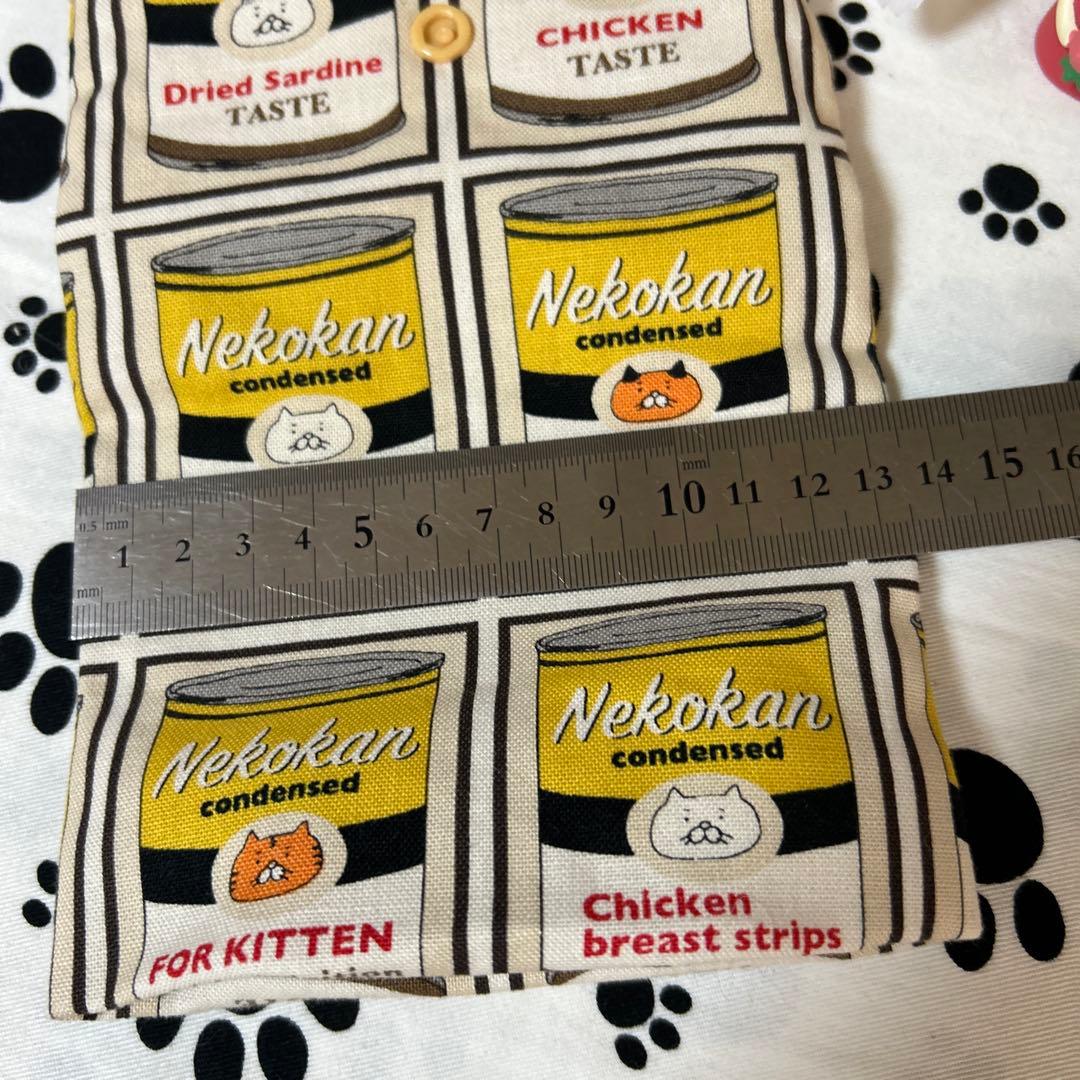 Dried Sardine
TASTE
CHICKEN
TASTE
Nekokan
condensed
Nekokan
condensed
0.5 mm
mm
1 2 3 4 5 6 7 8 9 10 11 12 13 14 15 16
mm
Nekokan
condensed
FOR KITTEN
Nekokan
condensed
Chicken
breast strips